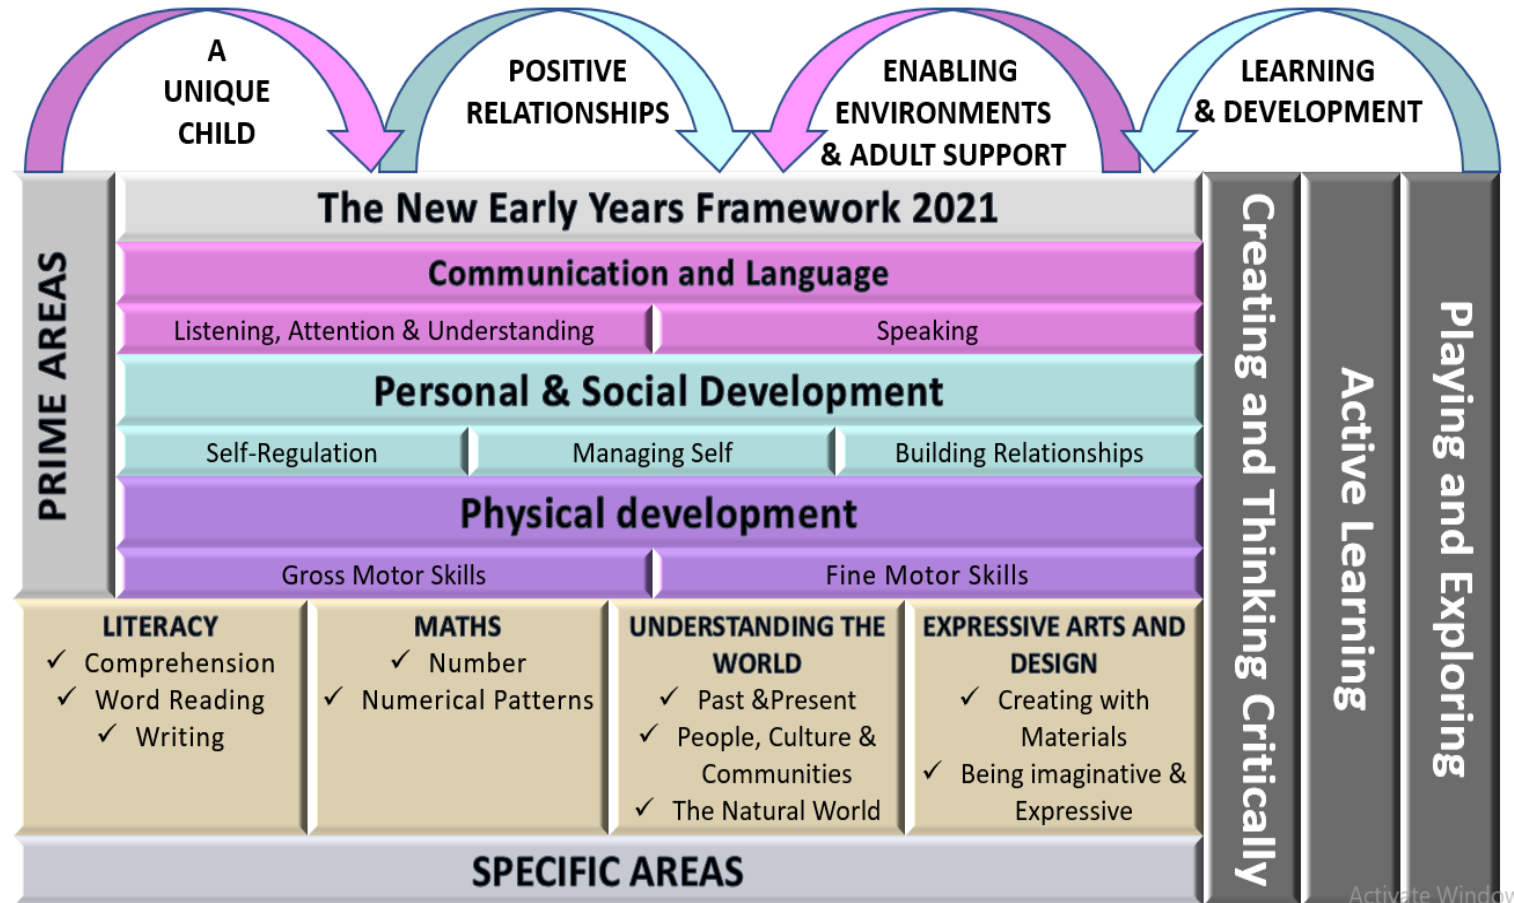 A
UNIQUE
CHILD
POSITIVE
RELATIONSHIPS
ENABLING
ENVIRONMENTS
& ADULT SUPPORT
LEARNING
& DEVELOPMENT
PRIME AREAS
The New Early Years Framework 2021
Communication and Language
Listening, Attention & Understanding
Speaking
Personal & Social Development
Self-Regulation
Managing Self
Building Relationships
Physical development
Gross Motor Skills
Fine Motor Skills
LITERACY
✓ Comprehension
✓ Word Reading
✓ Writing
MATHS
✓ Number
✓ Numerical Patterns
UNDERSTANDING THE
WORLD
✓ Past &Present
✓ People, Culture &
Communities
✓ The Natural World
EXPRESSIVE ARTS AND
DESIGN
✓ Creating with
Materials
✓ Being imaginative &
Expressive
SPECIFIC AREAS
Creating and Thinking Critically
Active Learning
Playing and Exploring
Activate Window